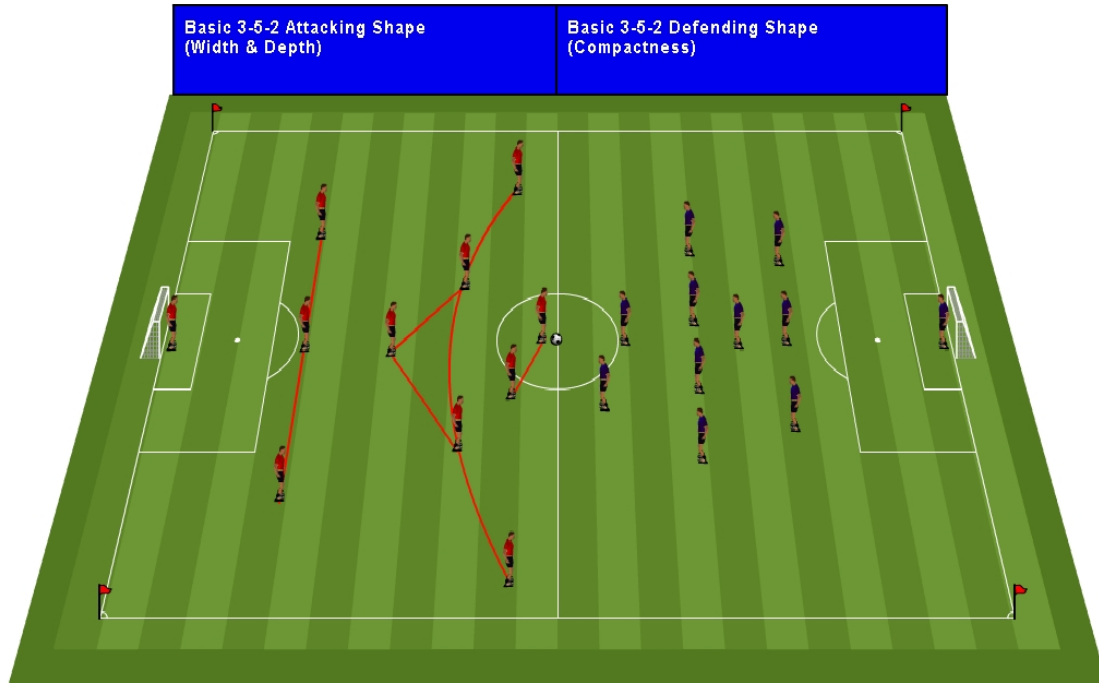 Basic 3-5-2 Attacking Shape
(Width & Depth)
Basic 3-5-2 Defending Shape
(Compactness)